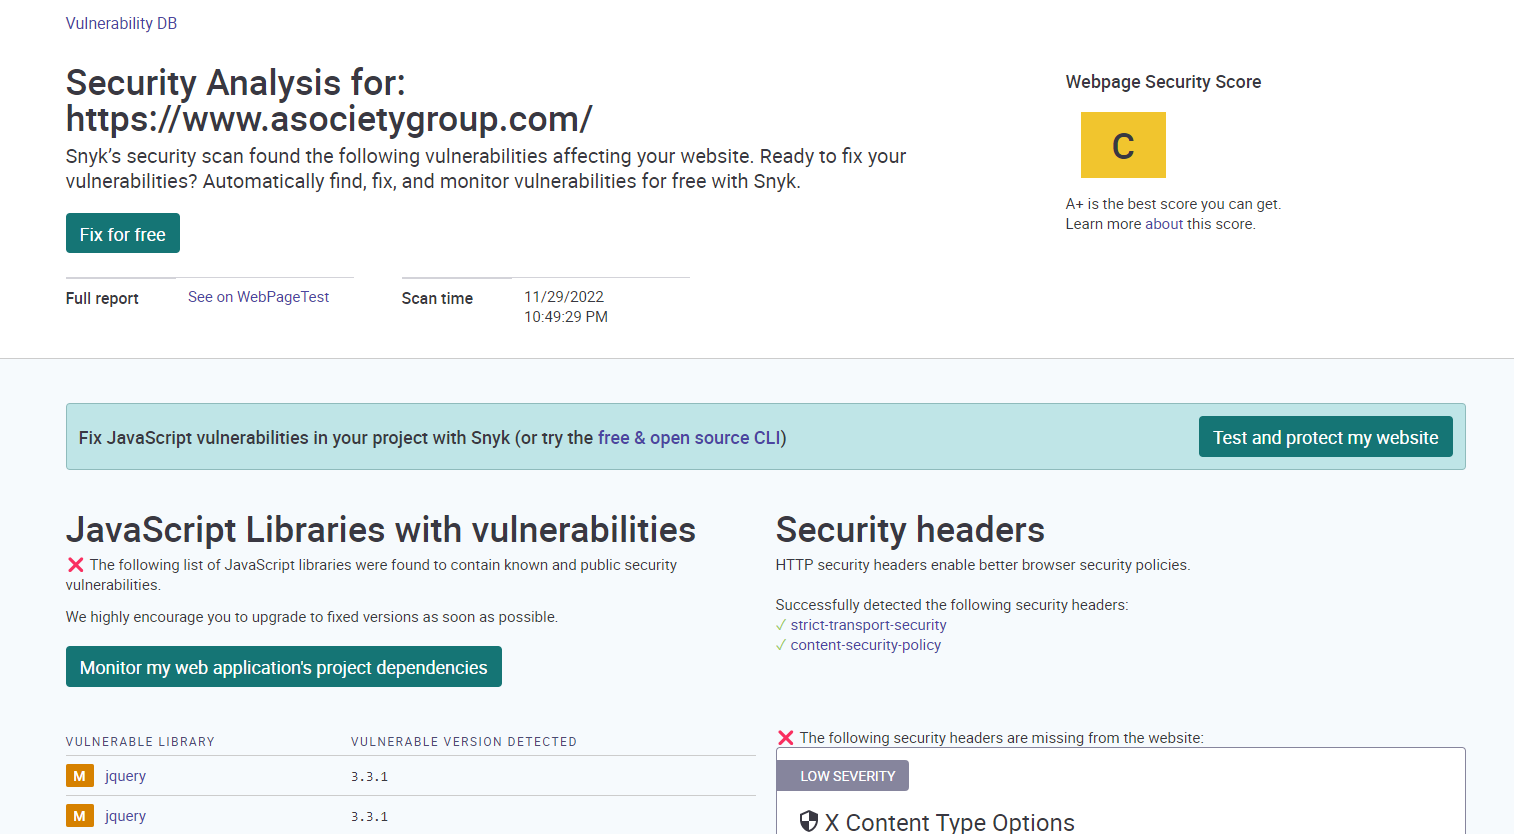 Vulnerability DB
Security Analysis for:
https://www.asocietygroup.com/
Snyk’s security scan found the following vulnerabilities affecting your website. Ready to fix your
vulnerabilities? Automatically find, fix, and monitor vulnerabilities for free with Snyk.
Fix for free
Full report
See on WebPageTest
Scan time
11/29/2022
10:49:29 PM
Webpage Security Score
C
A+ is the best score you can get.
Learn more about this score.
Fix JavaScript vulnerabilities in your project with Snyk (or try the free & open source CLI)
Test and protect my website
JavaScript Libraries with vulnerabilities
❌ The following list of JavaScript libraries were found to contain known and public security
vulnerabilities.
We highly encourage you to upgrade to fixed versions as soon as possible.
Monitor my web application's project dependencies
VULNERABLE LIBRARY VULNERABLE VERSION DETECTED
M jquery 3.3.1
M jquery 3.3.1
Security headers
HTTP security headers enable better browser security policies.
Successfully detected the following security headers:
✓ strict-transport-security
✓ content-security-policy
❌ The following security headers are missing from the website:
LOW SEVERITY
X Content Type Options